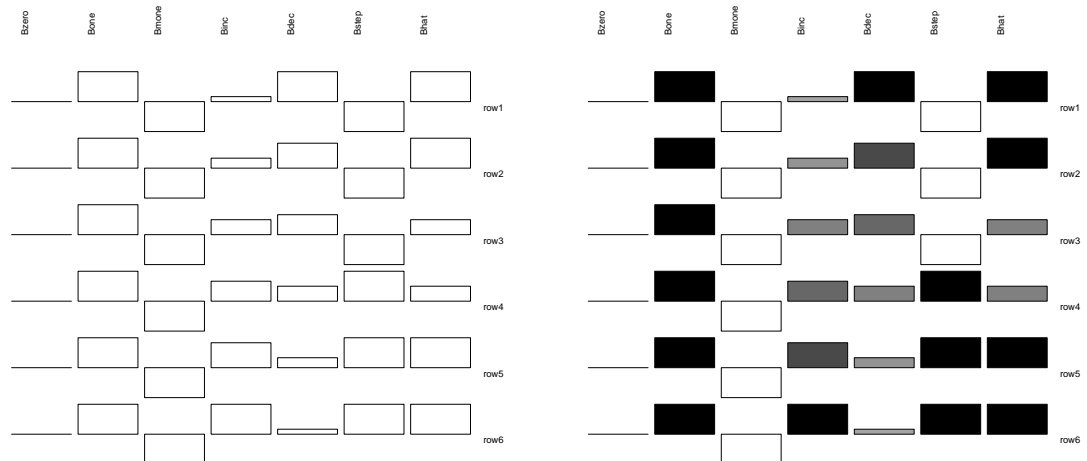 Bzero Bone Bmone Binc Bdec Bstep Bhat
row1
row2
row3
row4
row5
row6
Bzero Bone Bmone Binc Bdec Bstep Bhat
row1
row2
row3
row4
row5
row6